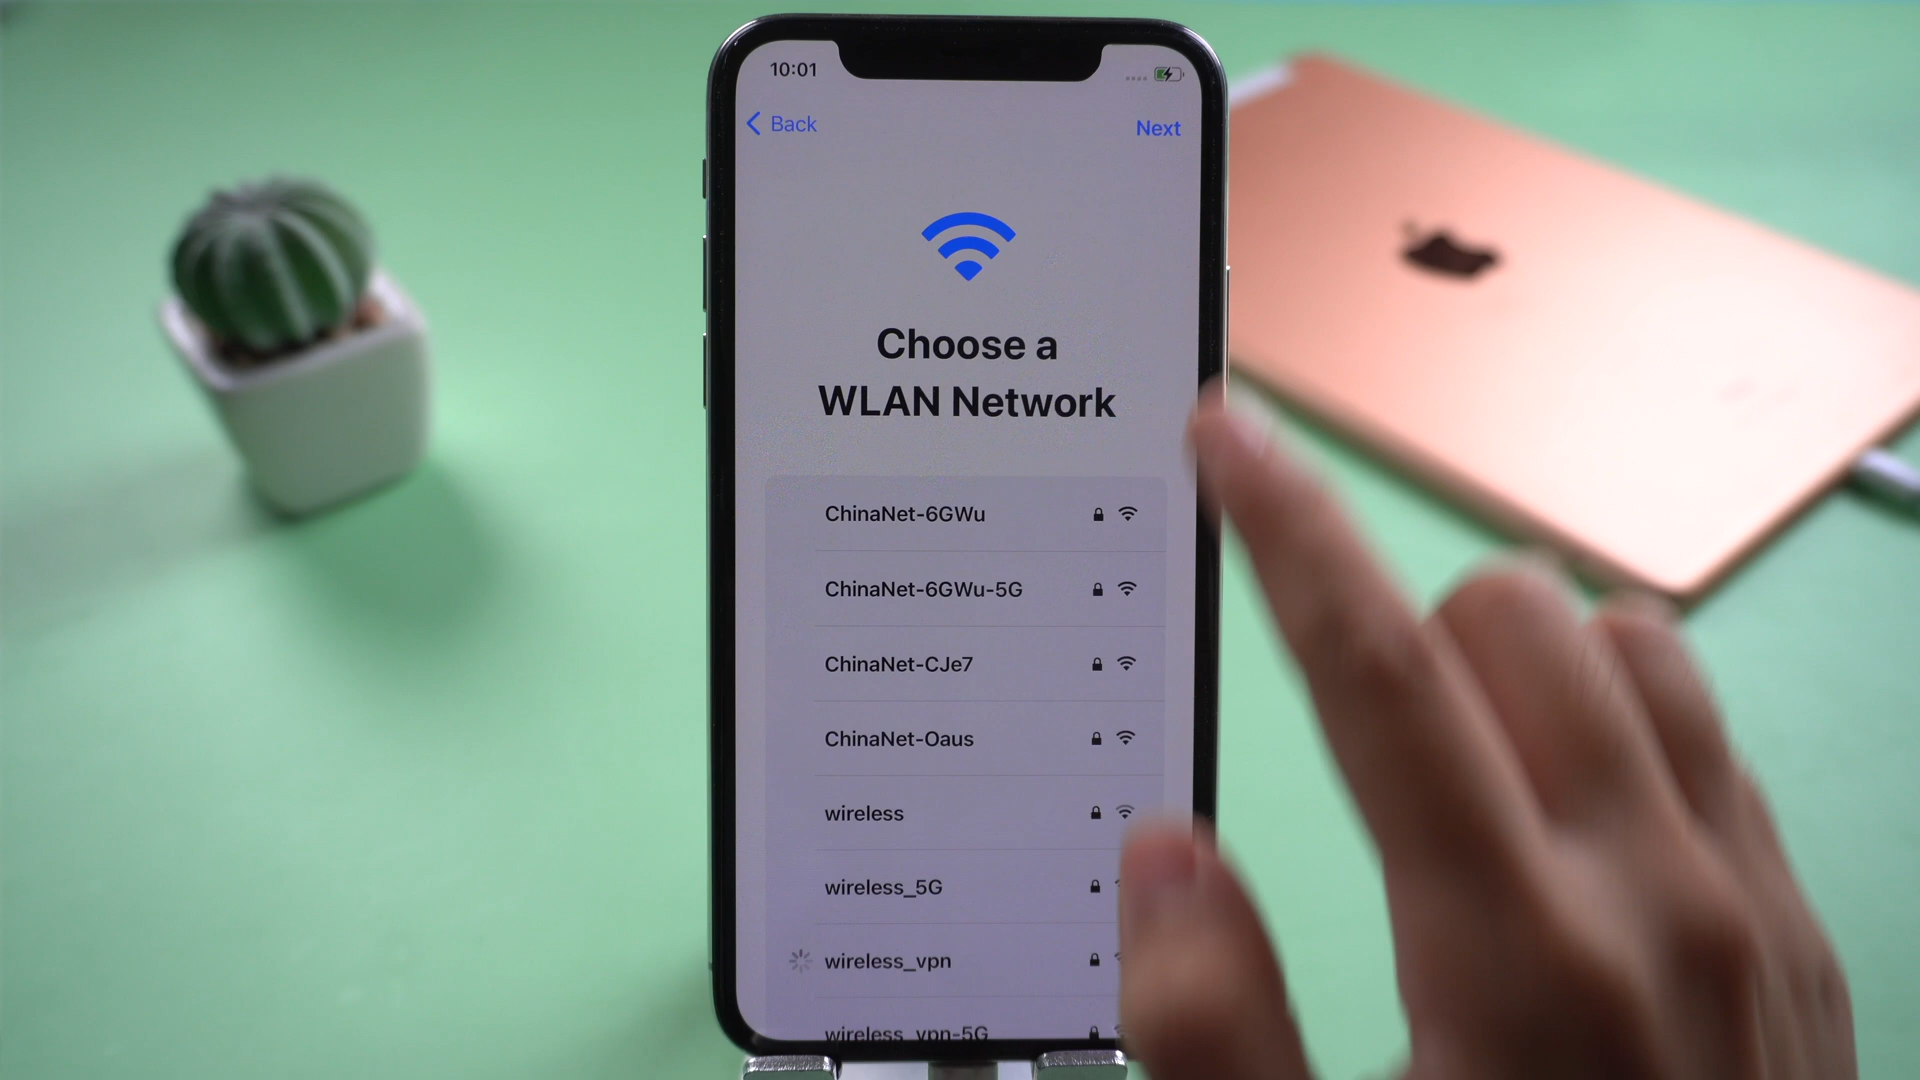 10:01
Back
Next
Choose a
WLAN Network
ChinaNet-6GWu
ChinaNet-6GWu-5G
ChinaNet-CJe7
ChinaNet-Oaus
wireless
wireless_5G
wireless_vpn
wireless_vpn-5G